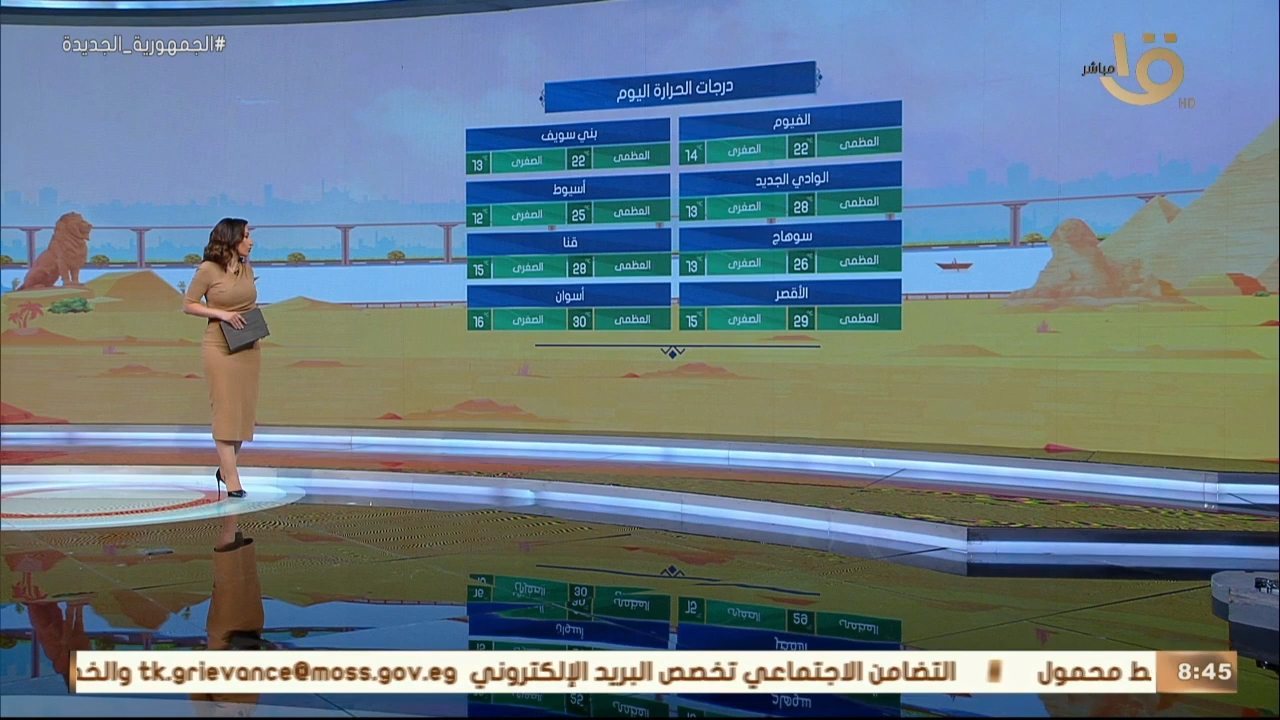 #الجمهورية_الجديدة
مباشر
HD
درجات الحرارة اليوم
الفيوم
العظمى 22 الصغرى 14
بني سويف
العظمى 22 الصغرى 13
الوادي الجديد
العظمى 28 الصغرى 13
أسيوط
العظمى 25 الصغرى 12
سوهاج
العظمى 26 الصغرى 13
قنا
العظمى 28 الصغرى 15
الأقصر
العظمى 29 الصغرى 15
أسوان
العظمى 30 الصغرى 16
8:45
محمول ▪ التضامن الاجتماعي تخصص البريد الإلكتروني tk.grievance@moss.gov.eg